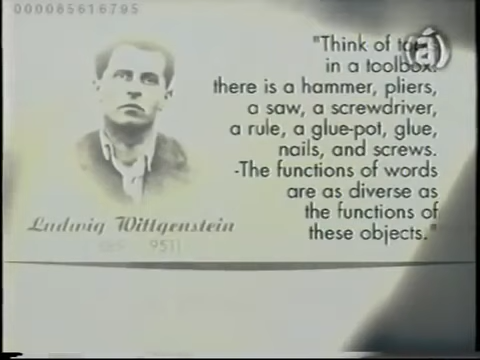 000085616795
"Think of
in a toolbox:
there is a hammer, pliers,
a saw, a screwdriver,
a rule, a glue-pot, glue,
nails, and screws.
-The functions of words
are as diverse as
the functions of
these objects."
Ludwig Wittgenstein
951)